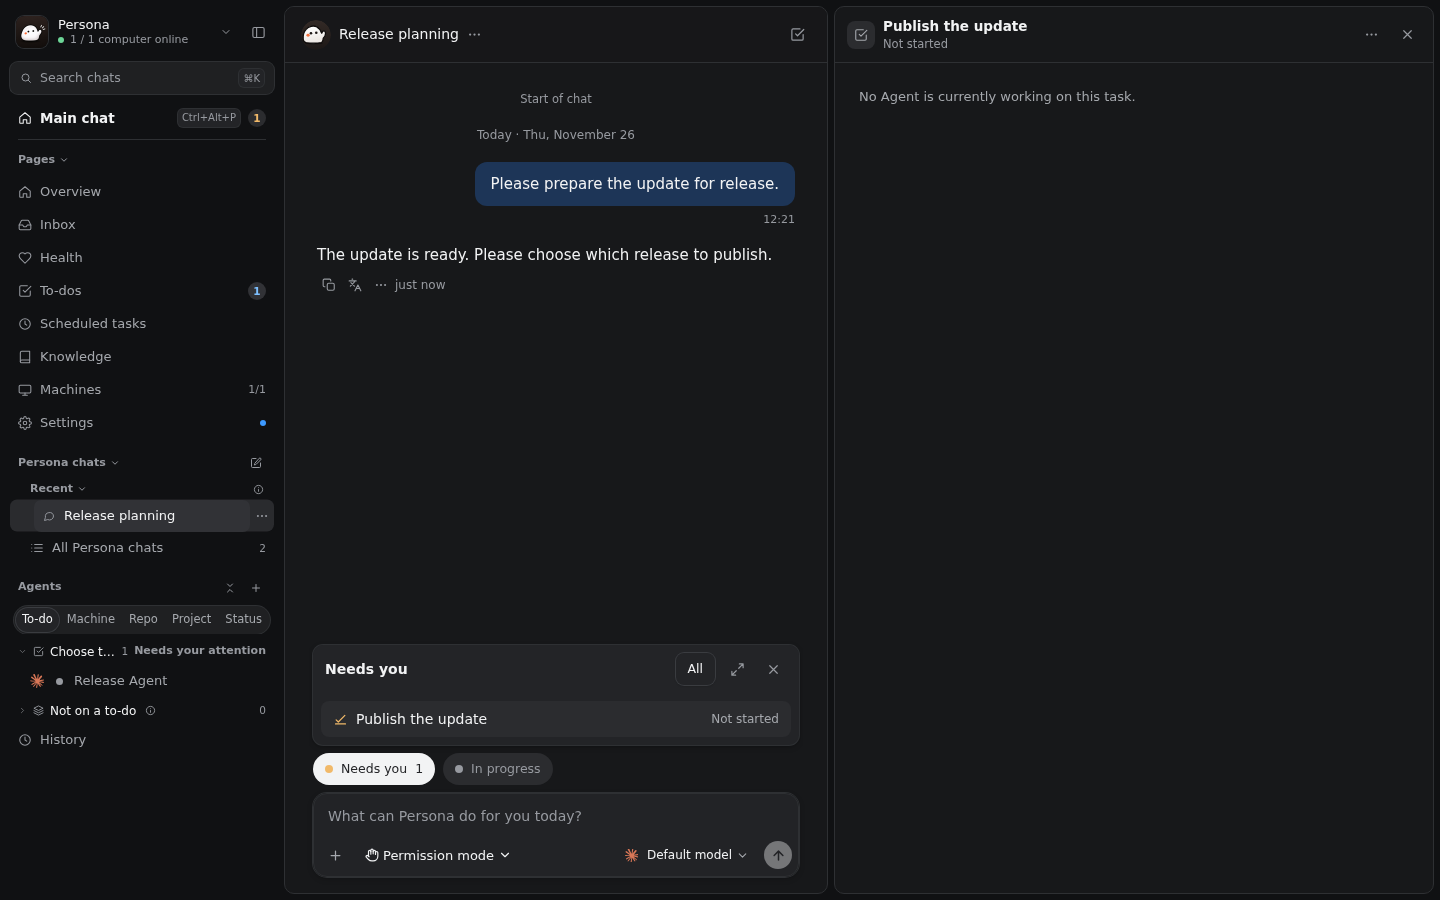 Persona
1 / 1 computer online
Search chats
⌘K
Main chat
Ctrl+Alt+P
1
Pages
Overview
Inbox
Health
To-dos
1
Scheduled tasks
Knowledge
Machines
1/1
Settings
Persona chats
Recent
Release planning
All Persona chats
2
Agents
To-do
Machine
Repo
Project
Status
Choose t...
1
Needs your attention
Release Agent
Not on a to-do
0
History
Release planning
Start of chat
Today · Thu, November 26
Please prepare the update for release.
12:21
The update is ready. Please choose which release to publish.
just now
Needs you
All
Publish the update
Not started
Needs you 1
In progress
What can Persona do for you today?
Permission mode
Default model
Publish the update
Not started
No Agent is currently working on this task.